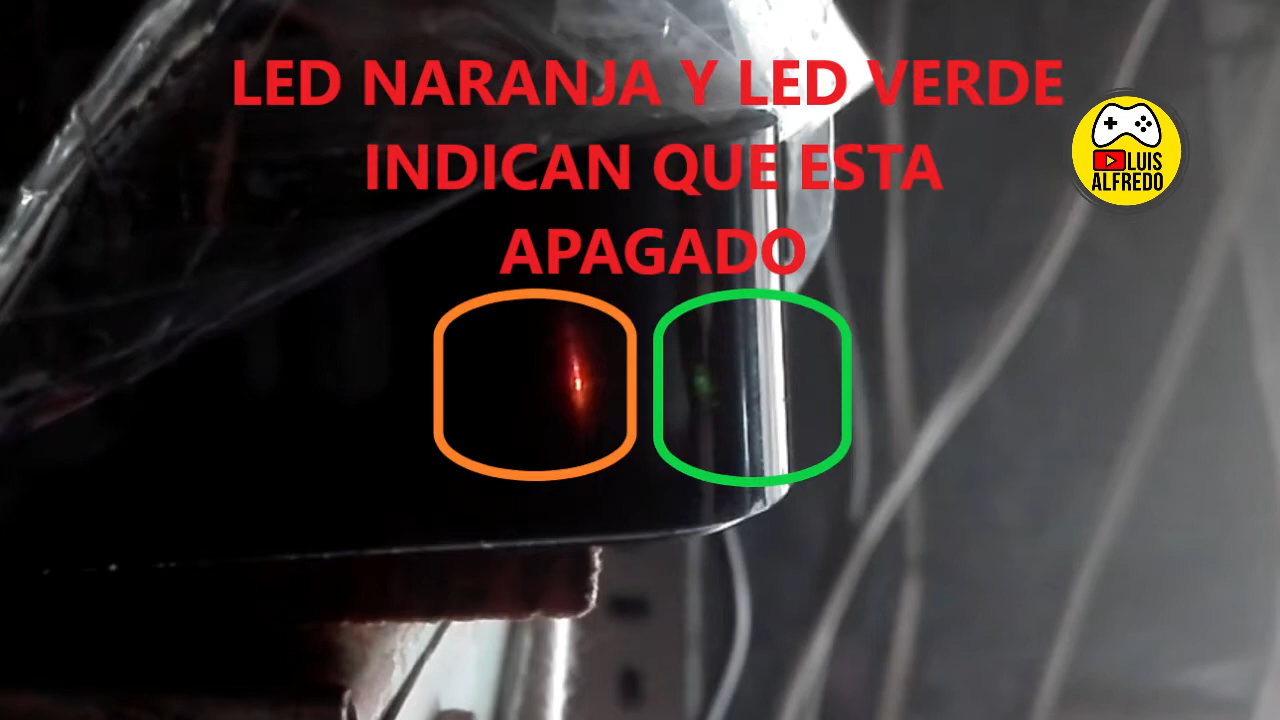 LED NARANJA Y LED VERDE
INDICAN QUE ESTA
APAGADO
LUIS
ALFREDO